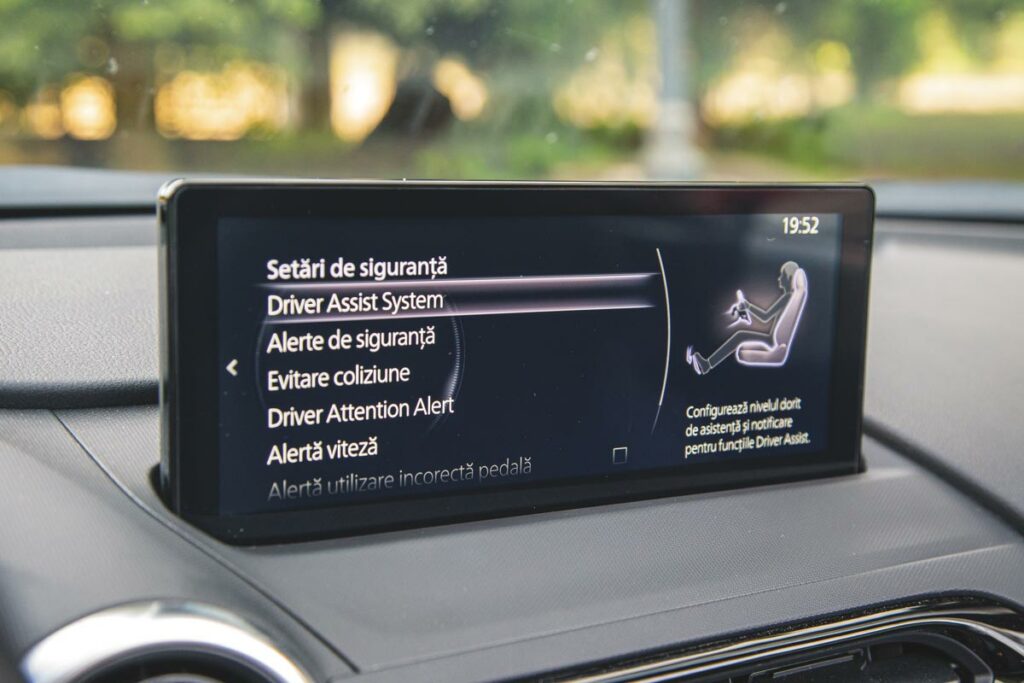 19:52
Setări de siguranță
Driver Assist System
Alerte de siguranță
Evitare coliziune
Driver Attention Alert
Alertă viteză
Alertă utilizare incorectă pedală
Configurează nivelul dorit
de asistență și notificare
pentru funcțiile Driver Assist.